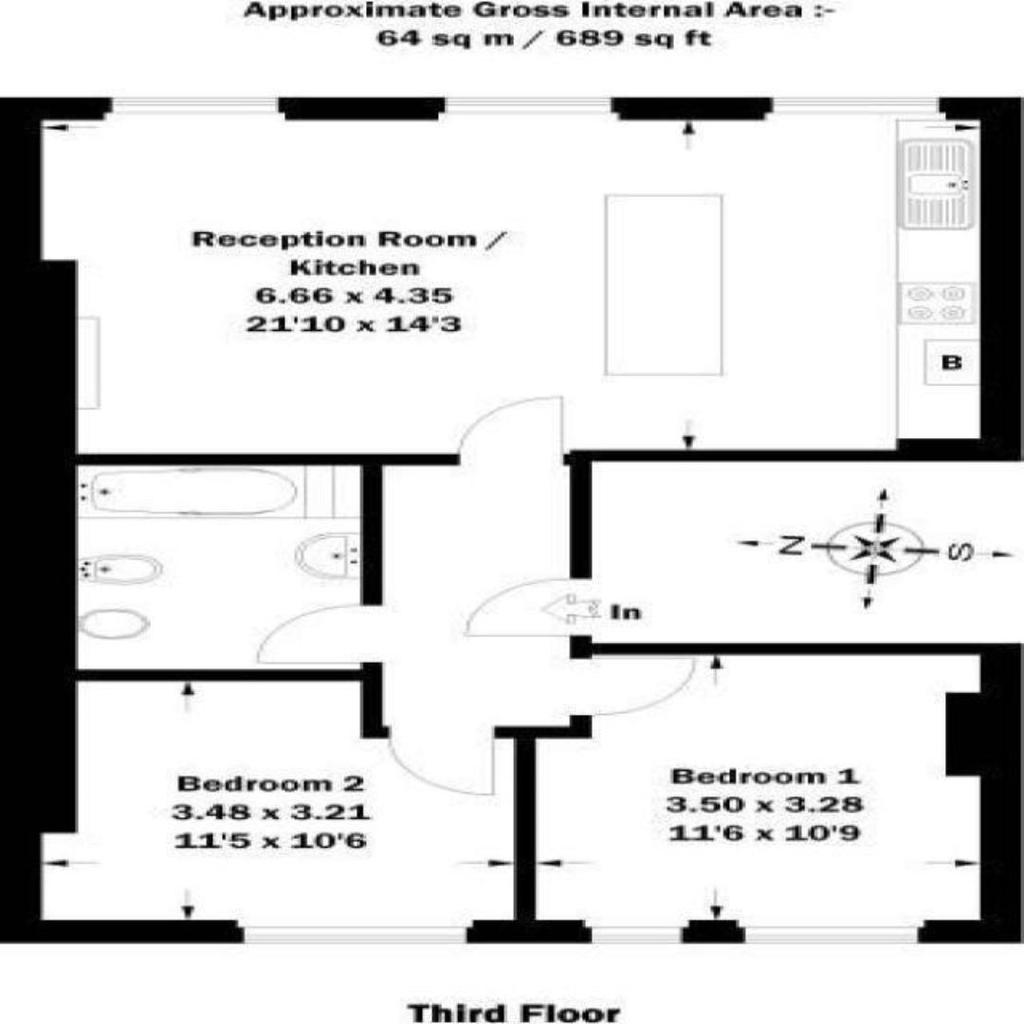 Approximate Gross Internal Area :-
64 sq m / 689 sq ft
Reception Room /
Kitchen
6.66 x 4.35
21'10 x 14'3
B
N
S
In
Bedroom 2
3.48 x 3.21
11'5 x 10'6
Bedroom 1
3.50 x 3.28
11'6 x 10'9
Third Floor